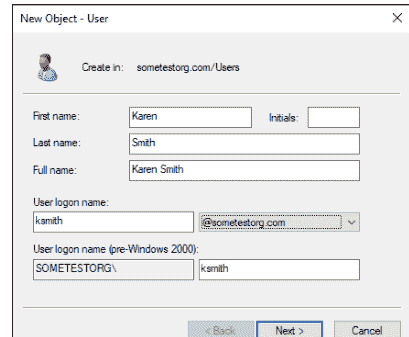 New Object - User
Create in: sometestorg.com/Users
First name: Karen Initials:
Last name: Smith
Full name: Karen Smith
User logon name:
ksmith @sometestorg.com
User logon name (pre-Windows 2000):
SOMETESTORG\ ksmith
< Back Next > Cancel